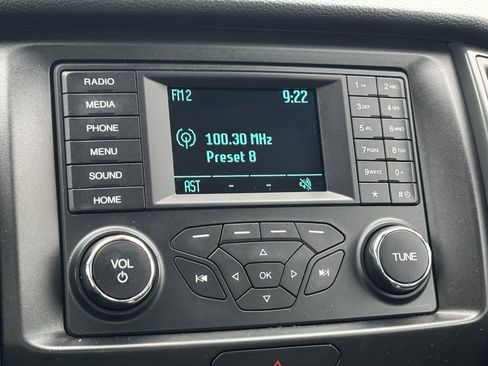 RADIO
MEDIA
PHONE
MENU
SOUND
HOME
FM2 9:22
100.30 MHz
Preset 8
AST - -
1 2ABC
3DEF 4GHI
5JKL 6MNO
7PQRS 8TUV
9WXYZ 0+
* #
VOL
OK
TUNE